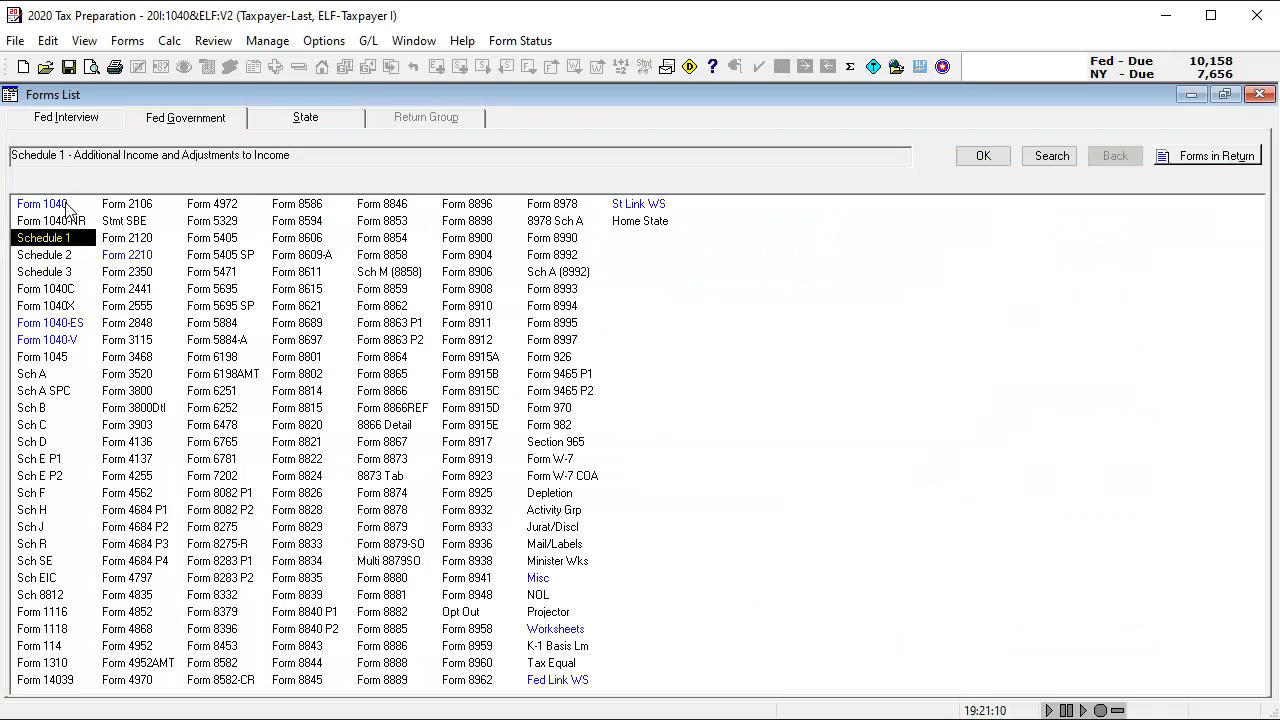 2020 Tax Preparation - 20I:1040&ELF:V2 (Taxpayer-Last, ELF-Taxpayer I)
File Edit View Forms Calc Review Manage Options G/L Window Help Form Status
Fed - Due 10,158
NY - Due 7,656
Forms List
Fed Interview Fed Government State Return Group
Schedule 1 - Additional Income and Adjustments to Income OK Search Back Forms in Return
Form 1040 Form 2106 Form 4972 Form 8586 Form 8846 Form 8896 Form 8978 St Link WS
Form 1040-NR Stmt SBE Form 5329 Form 8594 Form 8853 Form 8898 8978 Sch A Home State
Schedule 1 Form 2120 Form 5405 Form 8606 Form 8854 Form 8900 Form 8990
Schedule 2 Form 2210 Form 5405 SP Form 8609-A Form 8858 Form 8904 Form 8992
Schedule 3 Form 2350 Form 5471 Form 8611 Sch M (8858) Form 8906 Sch A (8992)
Form 1040C Form 2441 Form 5695 Form 8615 Form 8859 Form 8908 Form 8993
Form 1040X Form 2555 Form 5695 SP Form 8621 Form 8862 Form 8910 Form 8994
Form 1040-ES Form 2848 Form 5884 Form 8689 Form 8863 P1 Form 8911 Form 8995
Form 1040-V Form 3115 Form 5884-A Form 8697 Form 8863 P2 Form 8912 Form 8997
Form 1045 Form 3468 Form 6198 Form 8801 Form 8864 Form 8915A Form 926
Sch A Form 3520 Form 6198AMT Form 8802 Form 8865 Form 8915B Form 9465 P1
Sch A SPC Form 3800 Form 6251 Form 8814 Form 8866 Form 8915C Form 9465 P2
Sch B Form 3800Dtl Form 6252 Form 8815 Form 8866REF Form 8915D Form 970
Sch C Form 3903 Form 6478 Form 8820 8866 Detail Form 8915E Form 982
Sch D Form 4136 Form 6765 Form 8821 Form 8867 Form 8917 Section 965
Sch E P1 Form 4137 Form 6781 Form 8822 Form 8873 Form 8919 Form W-7
Sch E P2 Form 4255 Form 7202 Form 8824 8873 Tab Form 8923 Form W-7 COA
Sch F Form 4562 Form 8082 P1 Form 8826 Form 8874 Form 8925 Depletion
Sch H Form 4684 P1 Form 8082 P2 Form 8828 Form 8878 Form 8932 Activity Grp
Sch J Form 4684 P2 Form 8275 Form 8829 Form 8879 Form 8933 Jurat/Discl
Sch R Form 4684 P3 Form 8275-R Form 8833 Form 8879-SO Form 8936 Mail/Labels
Sch SE Form 4684 P4 Form 8283 P1 Form 8834 Multi 8879SO Form 8938 Minister Wks
Sch EIC Form 4797 Form 8283 P2 Form 8835 Form 8880 Form 8941 Misc
Sch 8812 Form 4835 Form 8332 Form 8839 Form 8881 Form 8948 NOL
Form 1116 Form 4852 Form 8379 Form 8840 P1 Form 8882 Opt Out Projector
Form 1118 Form 4868 Form 8396 Form 8840 P2 Form 8885 Form 8958 Worksheets
Form 114 Form 4952 Form 8453 Form 8843 Form 8886 Form 8959 K-1 Basis Lm
Form 1310 Form 4952AMT Form 8582 Form 8844 Form 8888 Form 8960 Tax Equal
Form 14039 Form 4970 Form 8582-CR Form 8845 Form 8889 Form 8962 Fed Link WS
19:21:10